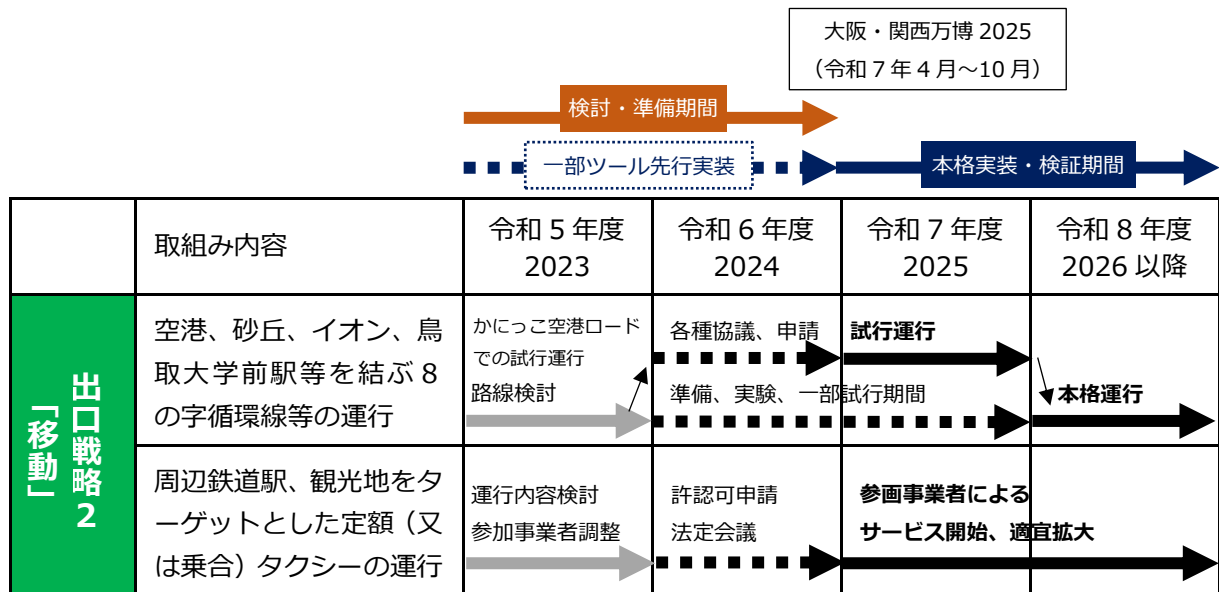 大阪・関西万博 2025
（令和 7 年 4 月～10 月）
検討・準備期間
一部ツール先行実装
本格実装・検証期間
取組み内容
令和 5 年度
2023
令和 6 年度
2024
令和 7 年度
2025
令和 8 年度
2026 以降
出口戦略２
「移動」
空港、砂丘、イオン、鳥
取大学前駅等を結ぶ 8
の字循環線等の運行
かにっこ空港ロード
での試行運行
路線検討
各種協議、申請
準備、実験、一部試行期間
試行運行
本格運行
周辺鉄道駅、観光地をタ
ーゲットとした定額（又
は乗合）タクシーの運行
運行内容検討
参加事業者調整
許認可申請
法定会議
参画事業者による
サービス開始、適宜拡大